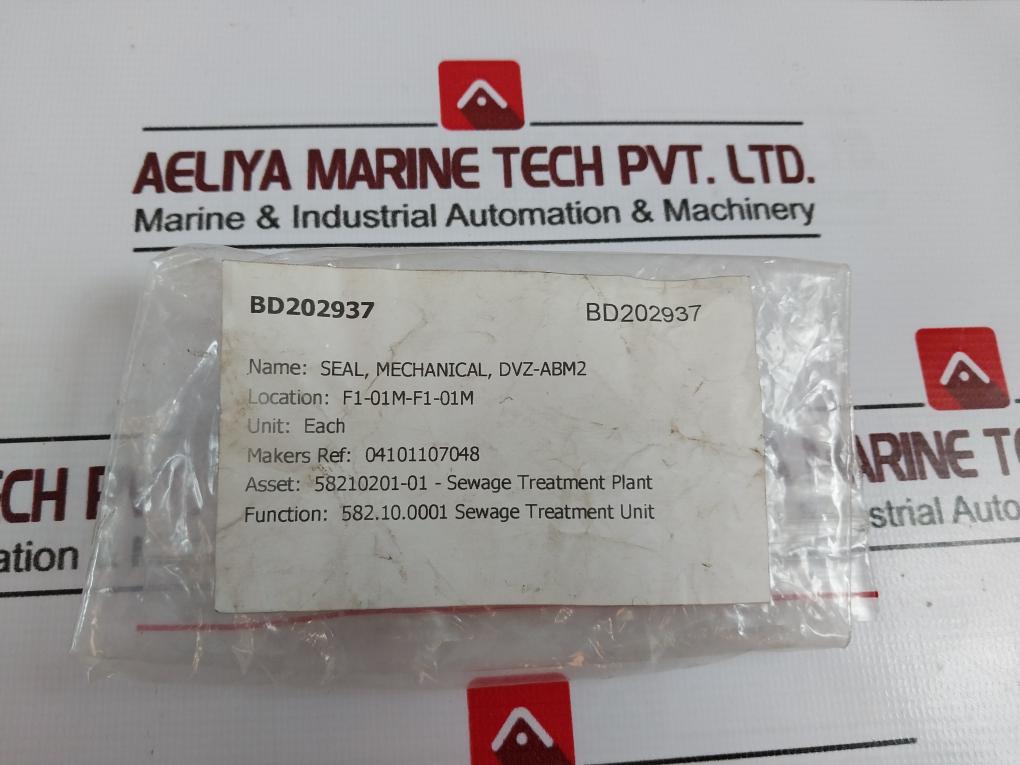 AELIYA MARINE TECH PVT. LTD.
Marine & Industrial Automation & Machinery
BD202937 BD202937
Name: SEAL, MECHANICAL, DVZ-ABM2
Location: F1-01M-F1-01M
Unit: Each
Makers Ref: 04101107048
Asset: 58210201-01 - Sewage Treatment Plant
Function: 582.10.0001 Sewage Treatment Unit
ECH P
ation
ARINE TE
strial Auto